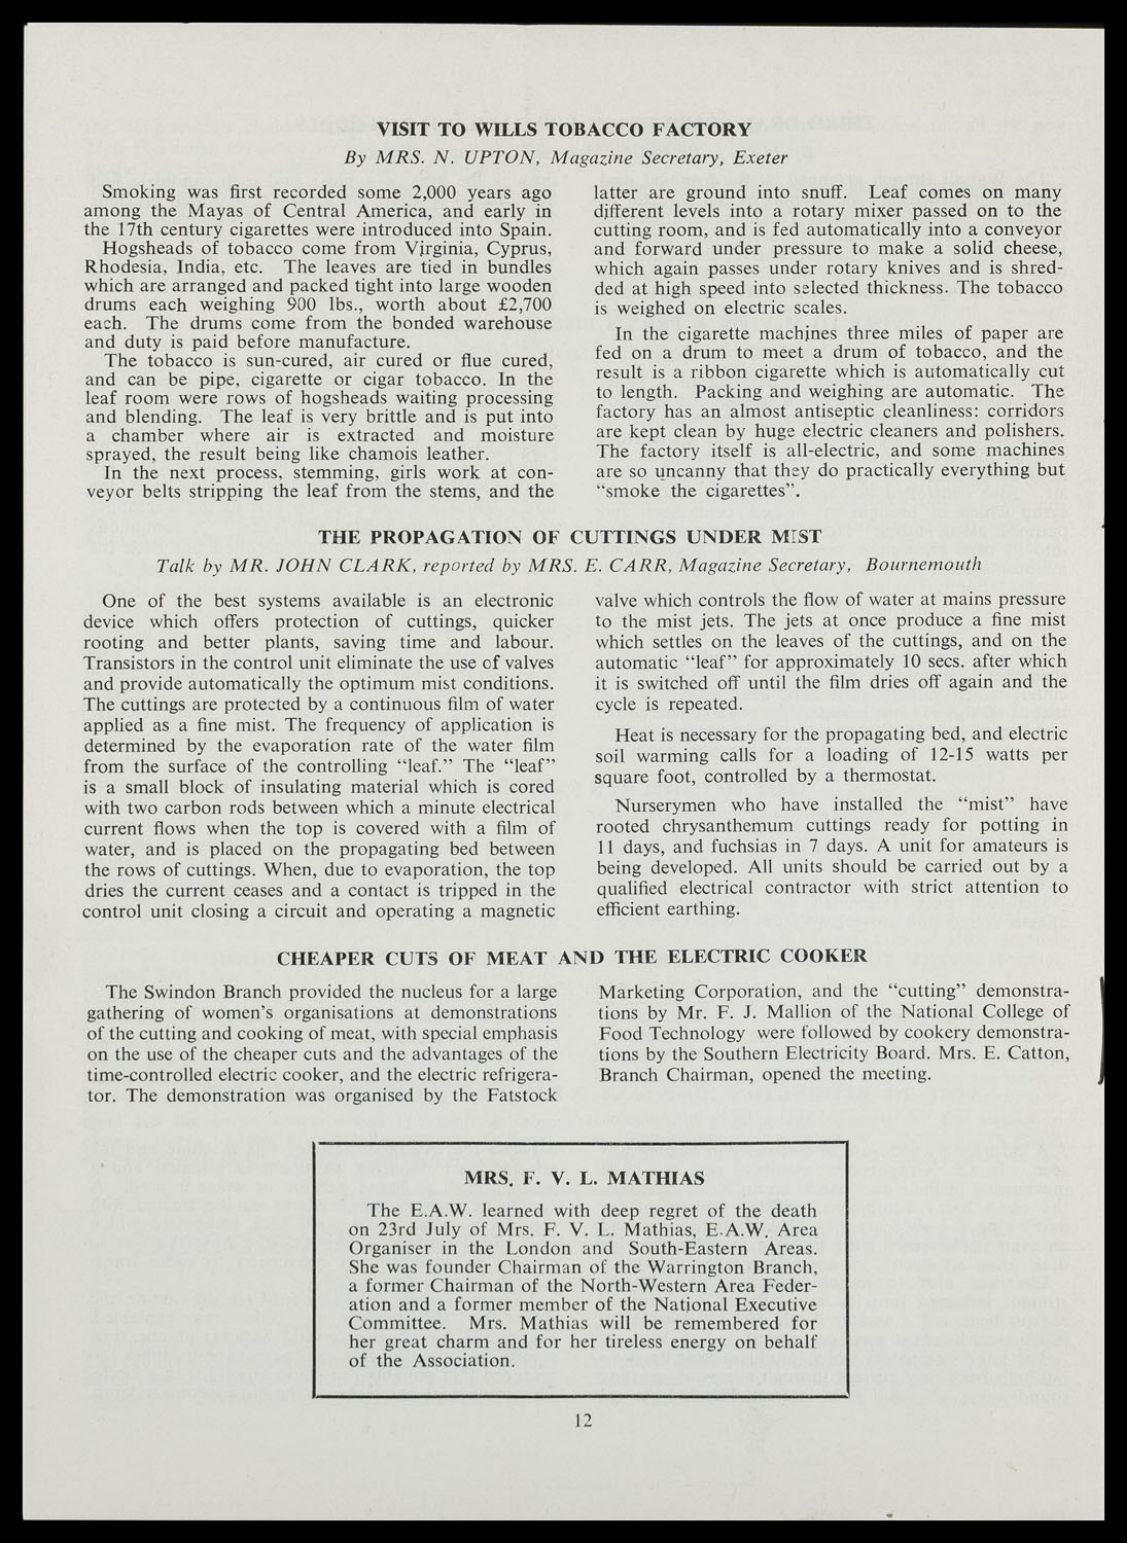 VISIT TO WILLS TOBACCO FACTORY
By MRS. N. UPTON, Magazine Secretary, Exeter
Smoking was first recorded some 2,000 years ago
among the Mayas of Central America, and early in
the 17th century cigarettes were introduced into Spain.
Hogsheads of tobacco come from Virginia, Cyprus,
Rhodesia, India, etc. The leaves are tied in bundles
which are arranged and packed tight into large wooden
drums each weighing 900 lbs., worth about £2,700
each. The drums come from the bonded warehouse
and duty is paid before manufacture.
The tobacco is sun-cured, air cured or flue cured,
and can be pipe, cigarette or cigar tobacco. In the
leaf room were rows of hogsheads waiting processing
and blending. The leaf is very brittle and is put into
a chamber where air is extracted and moisture
sprayed, the result being like chamois leather.
In the next process, stemming, girls work at con-
veyor belts stripping the leaf from the stems, and the
latter are ground into snuff. Leaf comes on many
different levels into a rotary mixer passed on to the
cutting room, and is fed automatically into a conveyor
and forward under pressure to make a solid cheese,
which again passes under rotary knives and is shred-
ded at high speed into selected thickness. The tobacco
is weighed on electric scales.
In the cigarette machines three miles of paper are
fed on a drum to meet a drum of tobacco, and the
result is a ribbon cigarette which is automatically cut
to length. Packing and weighing are automatic. The
factory has an almost antiseptic cleanliness: corridors
are kept clean by huge electric cleaners and polishers.
The factory itself is all-electric, and some machines
are so uncanny that they do practically everything but
"smoke the cigarettes".
THE PROPAGATION OF CUTTINGS UNDER MIST
Talk by MR. JOHN CLARK, reported by MRS. E. CARR, Magazine Secretary, Bournemouth
One of the best systems available is an electronic
device which offers protection of cuttings, quicker
rooting and better plants, saving time and labour.
Transistors in the control unit eliminate the use of valves
and provide automatically the optimum mist conditions.
The cuttings are protected by a continuous film of water
applied as a fine mist. The frequency of application is
determined by the evaporation rate of the water film
from the surface of the controlling "leaf." The "leaf"
is a small block of insulating material which is cored
with two carbon rods between which a minute electrical
current flows when the top is covered with a film of
water, and is placed on the propagating bed between
the rows of cuttings. When, due to evaporation, the top
dries the current ceases and a contact is tripped in the
control unit closing a circuit and operating a magnetic
valve which controls the flow of water at mains pressure
to the mist jets. The jets at once produce a fine mist
which settles on the leaves of the cuttings, and on the
automatic "leaf" for approximately 10 secs. after which
it is switched off until the film dries off again and the
cycle is repeated.
Heat is necessary for the propagating bed, and electric
soil warming calls for a loading of 12-15 watts per
square foot, controlled by a thermostat.
Nurserymen who have installed the "mist" have
rooted chrysanthemum cuttings ready for potting in
11 days, and fuchsias in 7 days. A unit for amateurs is
being developed. All units should be carried out by a
qualified electrical contractor with strict attention to
efficient earthing.
CHEAPER CUTS OF MEAT AND THE ELECTRIC COOKER
The Swindon Branch provided the nucleus for a large
gathering of women's organisations at demonstrations
of the cutting and cooking of meat, with special emphasis
on the use of the cheaper cuts and the advantages of the
time-controlled electric cooker, and the electric refrigera-
tor. The demonstration was organised by the Fatstock
Marketing Corporation, and the "cutting" demonstra-
tions by Mr. F. J. Mallion of the National College of
Food Technology were followed by cookery demonstra-
tions by the Southern Electricity Board. Mrs. E. Catton,
Branch Chairman, opened the meeting.
MRS. F. V. L. MATHIAS
The E.A.W. learned with deep regret of the death
on 23rd July of Mrs. F. V. L. Mathias, E.A.W. Area
Organiser in the London and South-Eastern Areas.
She was founder Chairman of the Warrington Branch,
a former Chairman of the North-Western Area Feder-
ation and a former member of the National Executive
Committee. Mrs. Mathias will be remembered for
her great charm and for her tireless energy on behalf
of the Association.
12